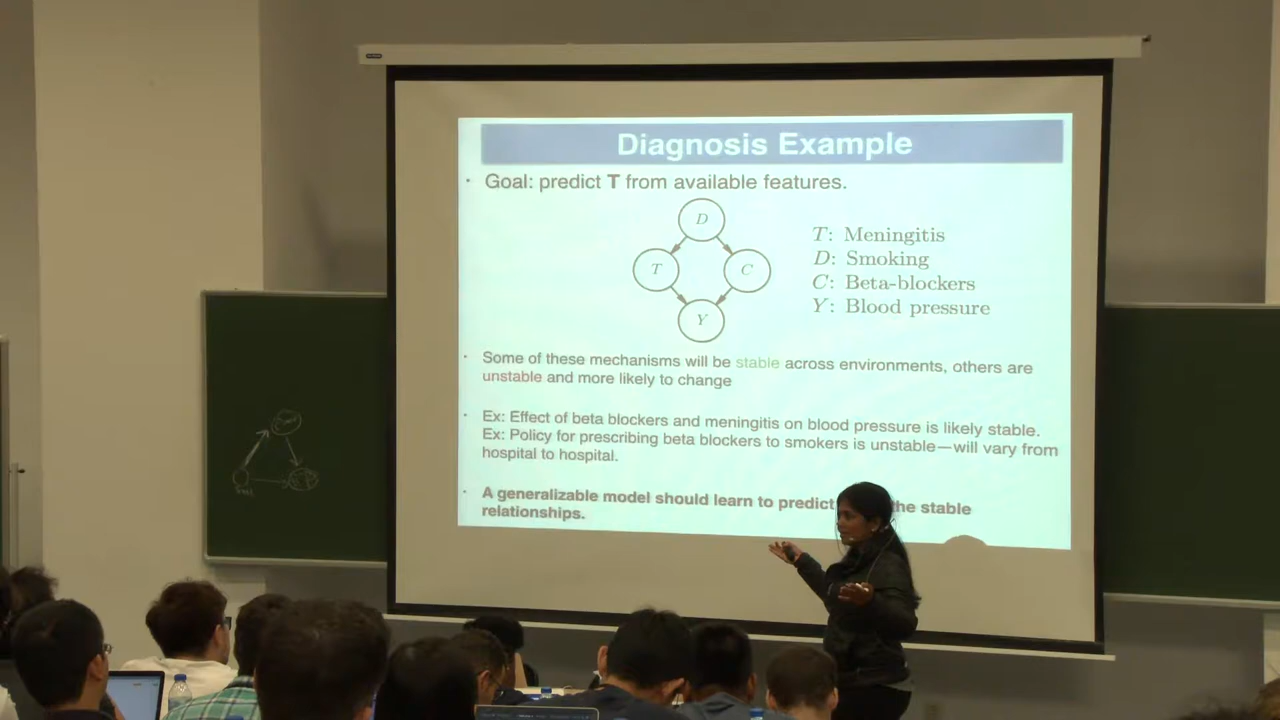 Diagnosis Example
· Goal: predict T from available features.
D
T
C
Y
T: Meningitis
D: Smoking
C: Beta-blockers
Y: Blood pressure
· Some of these mechanisms will be stable across environments, others are
unstable and more likely to change
· Ex: Effect of beta blockers and meningitis on blood pressure is likely stable.
Ex: Policy for prescribing beta blockers to smokers is unstable—will vary from
hospital to hospital.
· A generalizable model should learn to predict the stable
relationships.